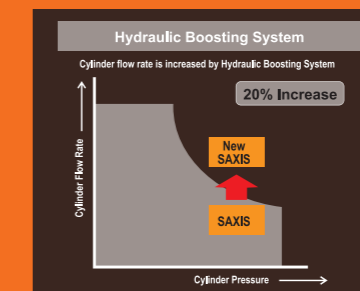 Hydraulic Boosting System
Cylinder flow rate is increased by Hydraulic Boosting System
20% Increase
Cylinder Flow Rate
New
SAXIS
SAXIS
Cylinder Pressure